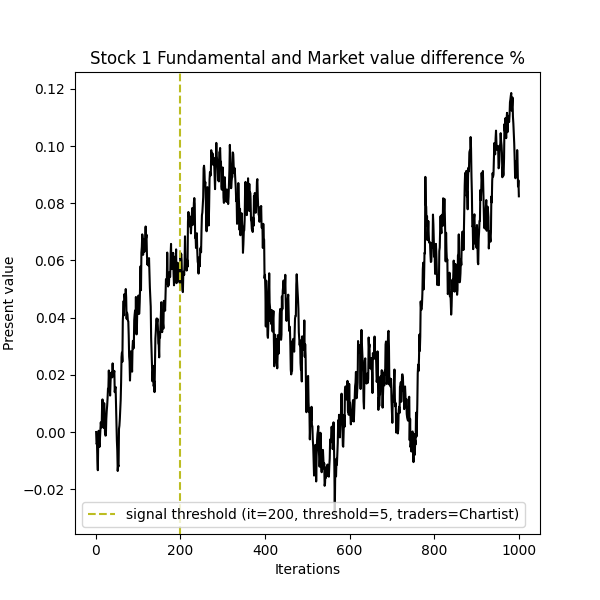 Stock 1 Fundamental and Market value difference %
0.12
0.10
0.08
0.06
0.04
0.02
0.00
−0.02
Present value
signal threshold (it=200, threshold=5, traders=Chartist)
0 200 400 600 800 1000
Iterations